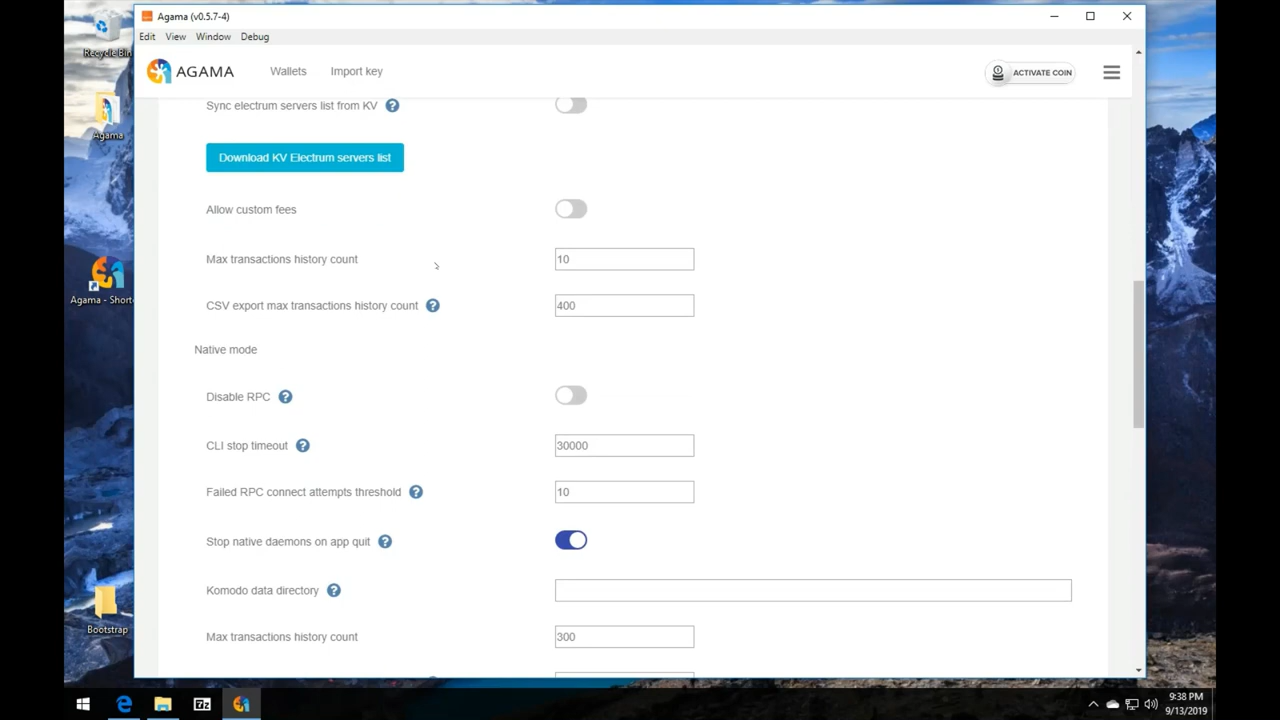 Agama (v0.5.7-4)
Edit View Window Debug
AGAMA Wallets Import key ACTIVATE COIN
Sync electrum servers list from KV ?
Download KV Electrum servers list
Allow custom fees
Max transactions history count 10
CSV export max transactions history count ? 400
Native mode
Disable RPC ?
CLI stop timeout ? 30000
Failed RPC connect attempts threshold ? 10
Stop native daemons on app quit ?
Komodo data directory ?
Max transactions history count 300
Recycle Bin
Agama
Agama - Short
Bootstrap
9:38 PM
9/13/2019